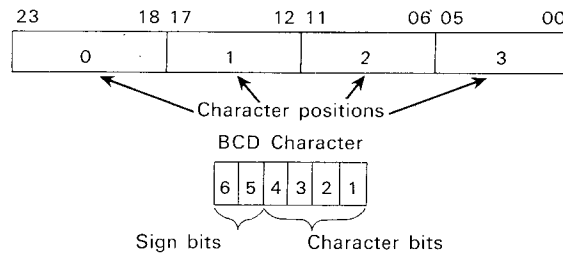 23 18 17 12 11 06 05 00
0 1 2 3
Character positions
BCD Character
6 5 4 3 2 1
Sign bits Character bits